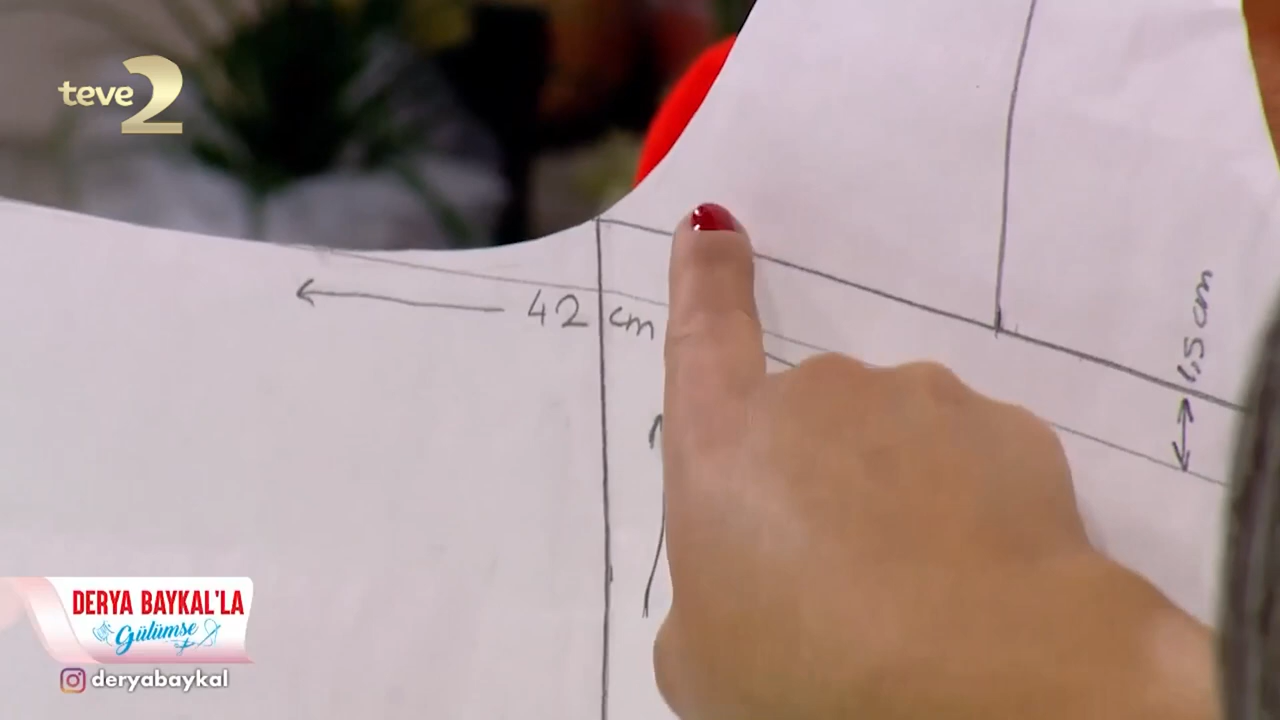 teve2
42 cm
1,5 cm
DERYA BAYKAL'LA
Gülümse
deryabaykal